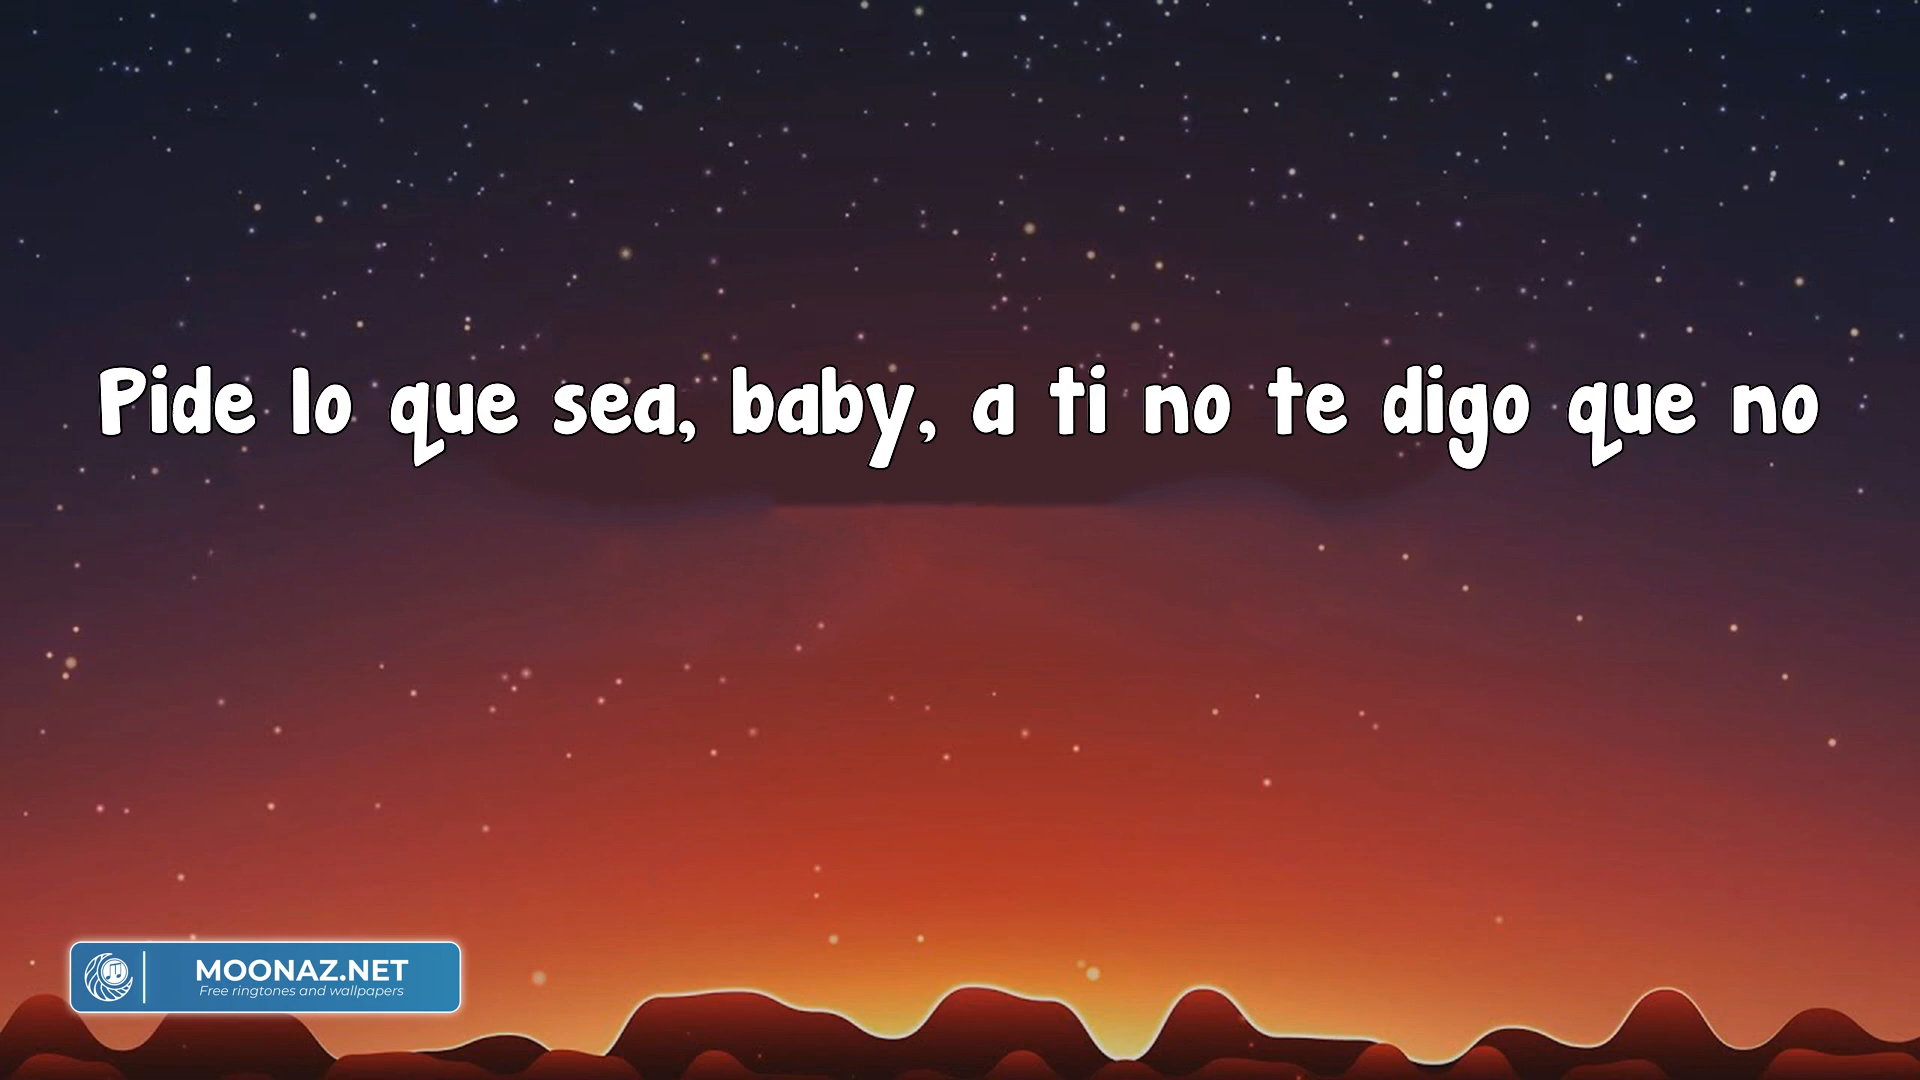 Pide lo que sea, baby, a ti no te digo que no
MOONAZ.NET
Free ringtones and wallpapers